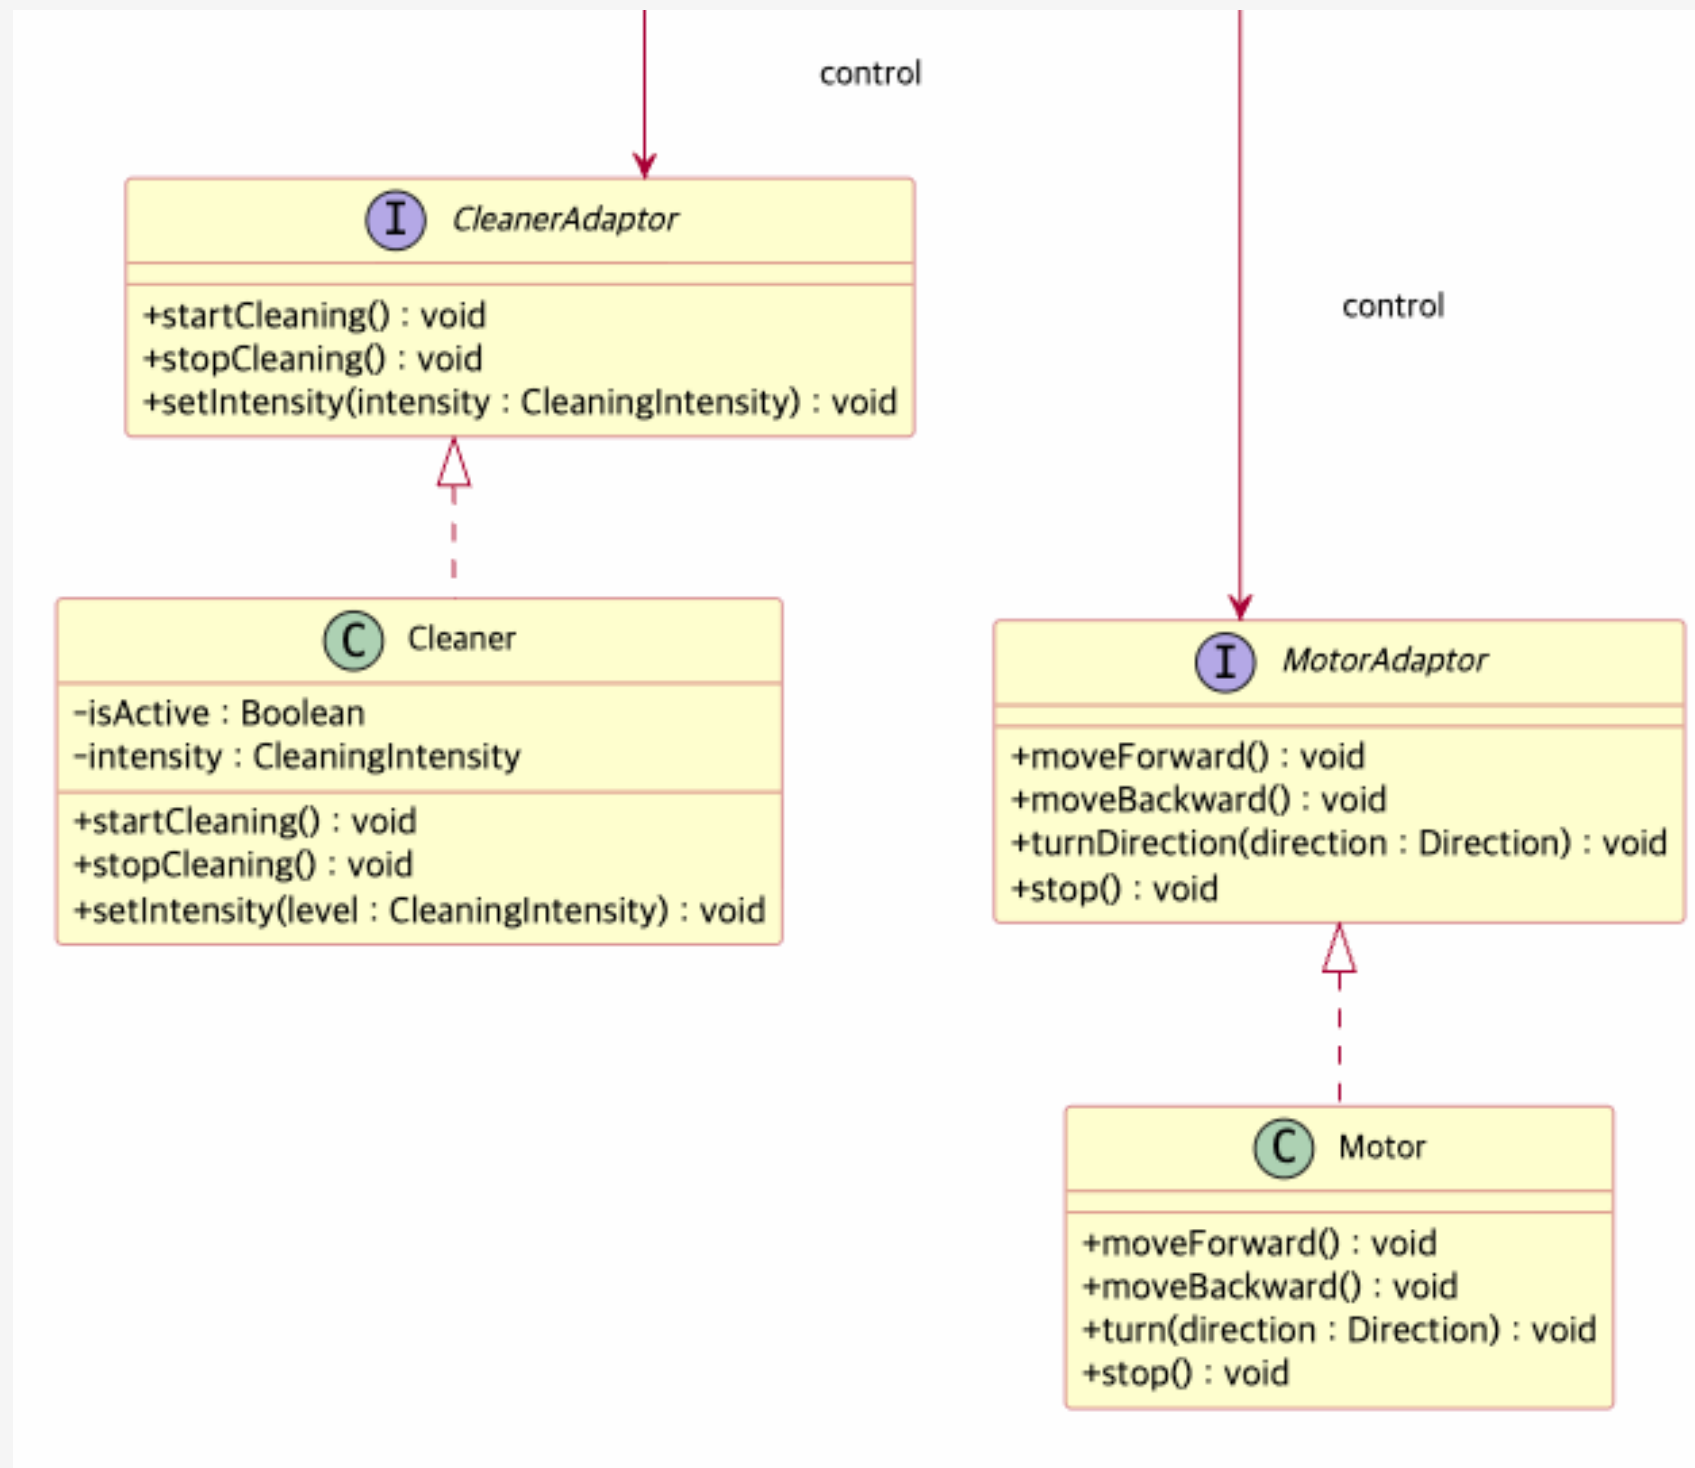 control
I CleanerAdaptor
+startCleaning() : void
+stopCleaning() : void
+setIntensity(intensity : CleaningIntensity) : void
control
C Cleaner
-isActive : Boolean
-intensity : CleaningIntensity
+startCleaning() : void
+stopCleaning() : void
+setIntensity(level : CleaningIntensity) : void
I MotorAdaptor
+moveForward() : void
+moveBackward() : void
+turnDirection(direction : Direction) : void
+stop() : void
C Motor
+moveForward() : void
+moveBackward() : void
+turn(direction : Direction) : void
+stop() : void